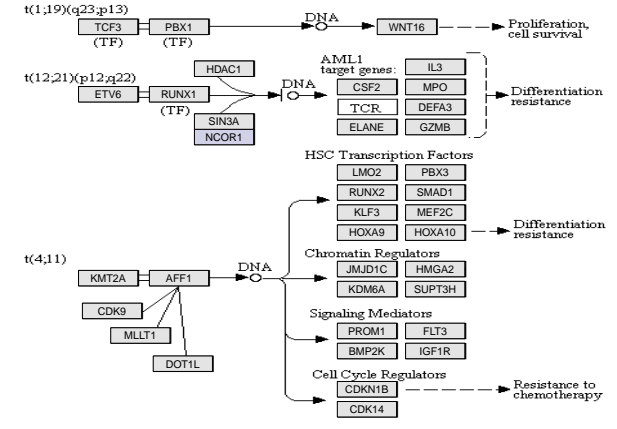 t(1;19)(q23;p13)
TCF3 PBX1 DNA WNT16 Proliferation,
cell survival
(TF) (TF)
t(12;21)(p12;q22)
ETV6 RUNX1
(TF)
HDAC1
SIN3A
NCOR1
DNA
AML1
target genes:
IL3
CSF2 MPO
TCR DEFA3
ELANE GZMB
Differentiation
resistance
HSC Transcription Factors
LMO2 PBX3
RUNX2 SMAD1
KLF3 MEF2C
HOXA9 HOXA10
Differentiation
resistance
t(4;11)
KMT2A AFF1
DNA
CDK9
MLLT1
DOT1L
Chromatin Regulators
JMJD1C HMGA2
KDM6A SUPT3H
Signaling Mediators
PROM1 FLT3
BMP2K IGF1R
Cell Cycle Regulators
CDKN1B
CDK14
Resistance to
chemotherapy